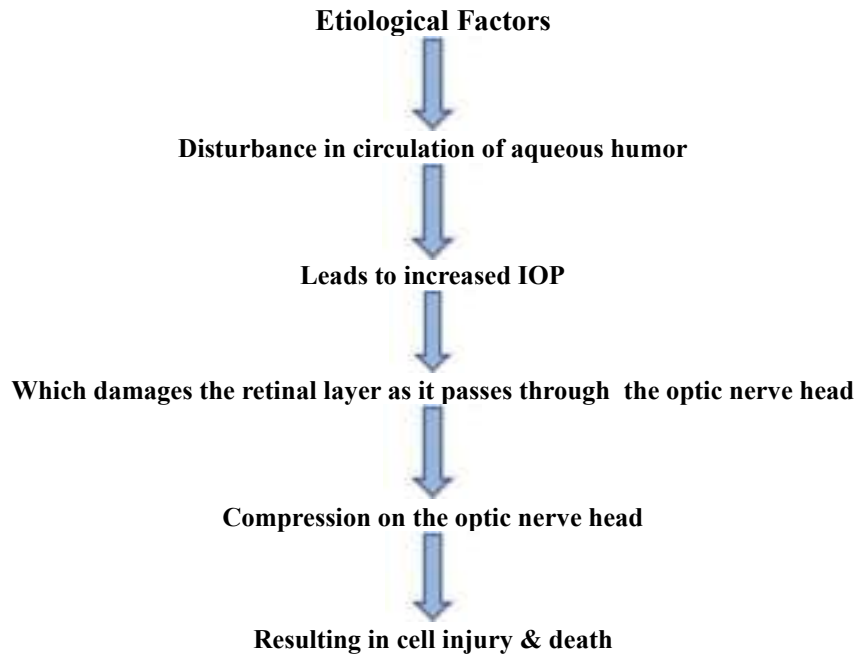 Etiological Factors
Disturbance in circulation of aqueous humor
Leads to increased IOP
Which damages the retinal layer as it passes through the optic nerve head
Compression on the optic nerve head
Resulting in cell injury & death